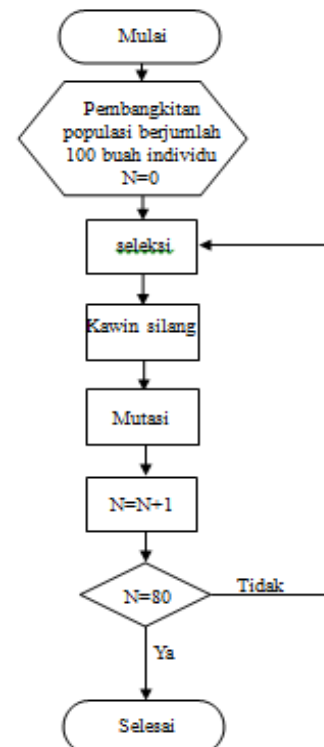 Mulai
Pembangkitan
populasi berjumlah
100 buah individu
N=0
seleksi
Kawin silang
Mutasi
N=N+1
N=80
Tidak
Ya
Selesai